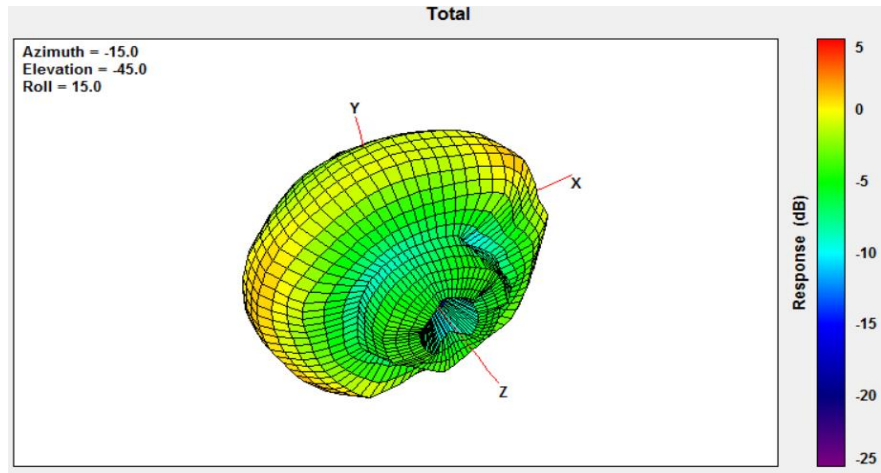 Total
Azimuth = -15.0
Elevation = -45.0
Roll = 15.0
Y
X
Z
5
0
-5
-10
-15
-20
-25
Response (dB)